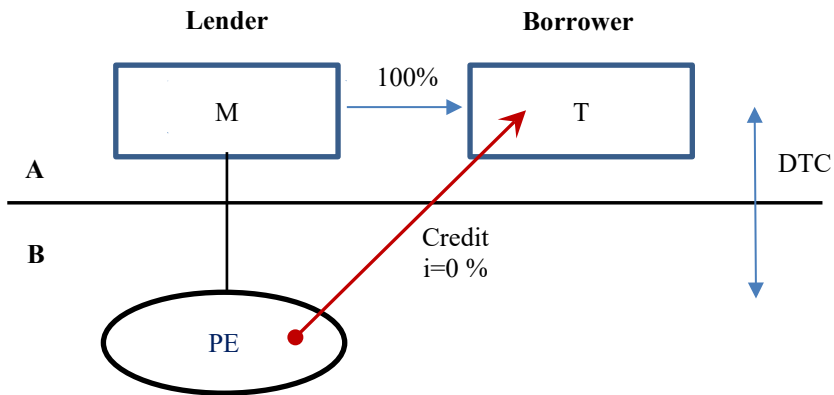 Lender
Borrower
100%
M
T
DTC
A
B
Credit
i=0 %
PE